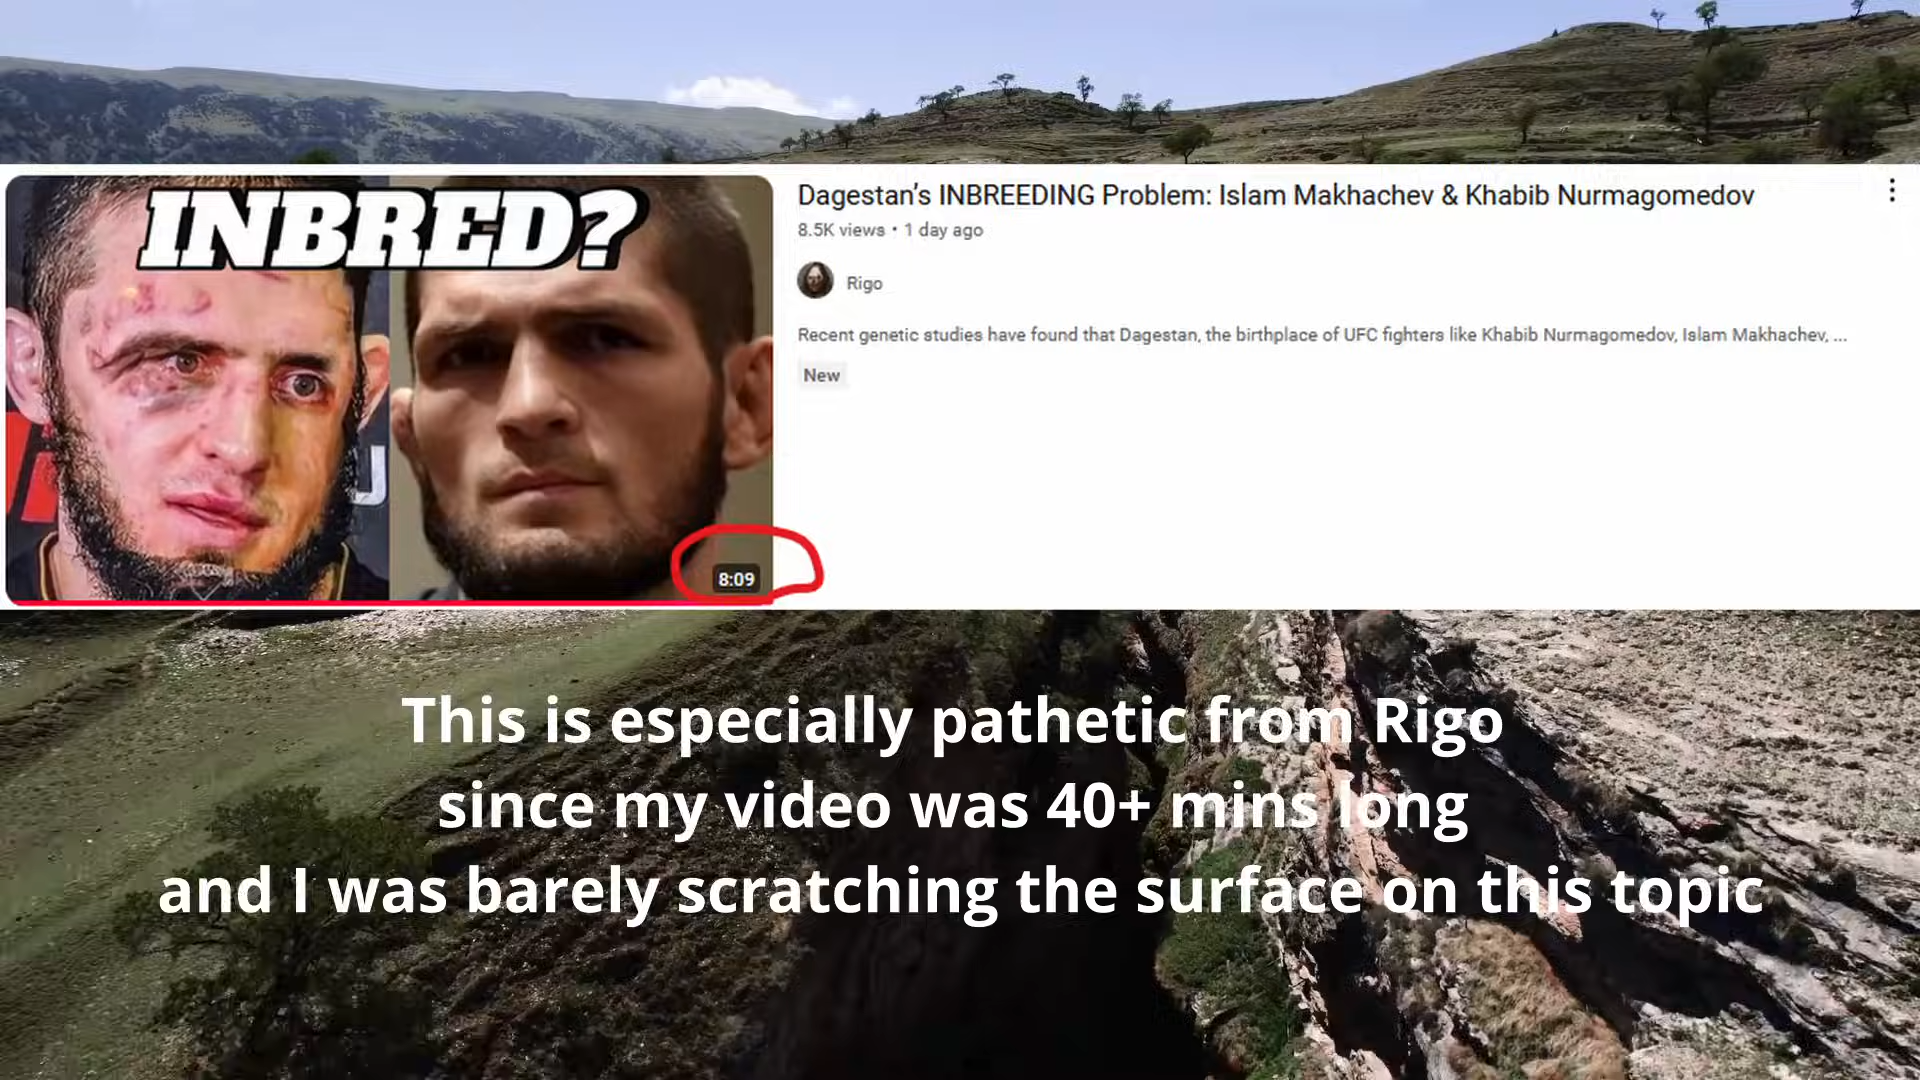 INBRED?
8:09
Dagestan's INBREEDING Problem: Islam Makhachev & Khabib Nurmagomedov
8.5K views • 1 day ago
Rigo
Recent genetic studies have found that Dagestan, the birthplace of UFC fighters like Khabib Nurmagomedov, Islam Makhachev, ...
New
This is especially pathetic from Rigo
since my video was 40+ mins long
and I was barely scratching the surface on this topic